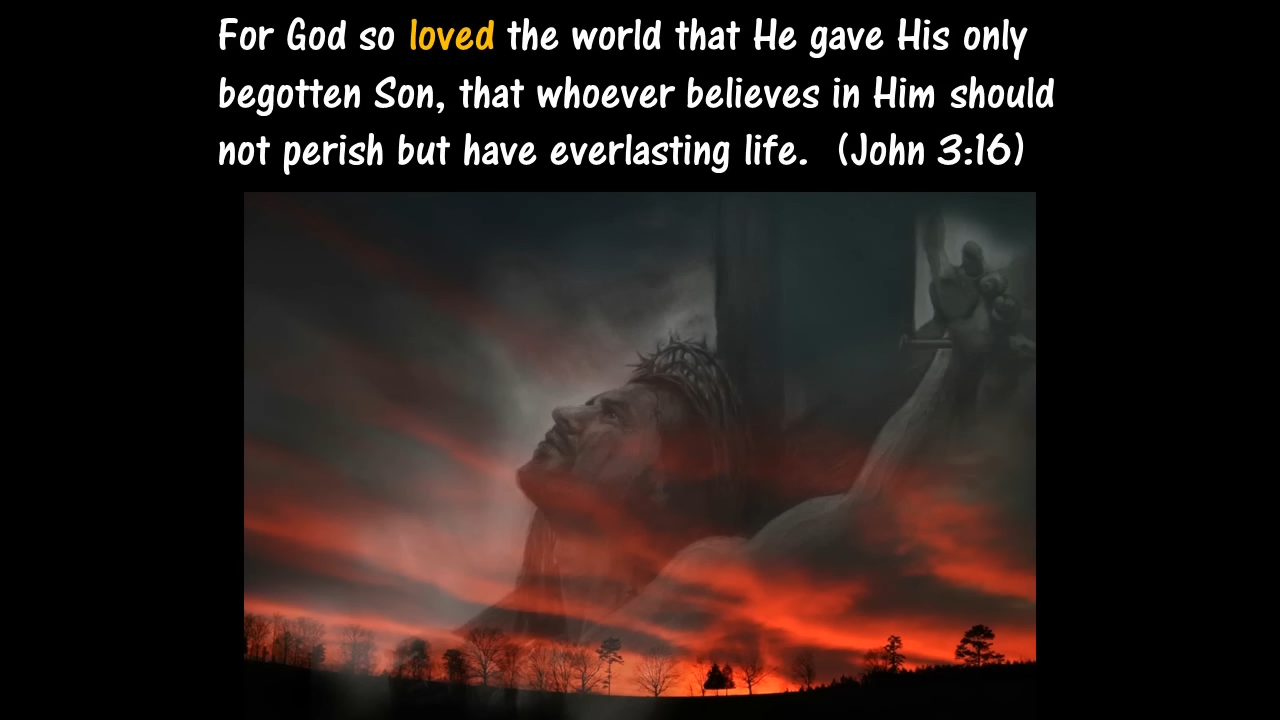 For God so loved the world that He gave His only
begotten Son, that whoever believes in Him should
not perish but have everlasting life.  (John 3:16)